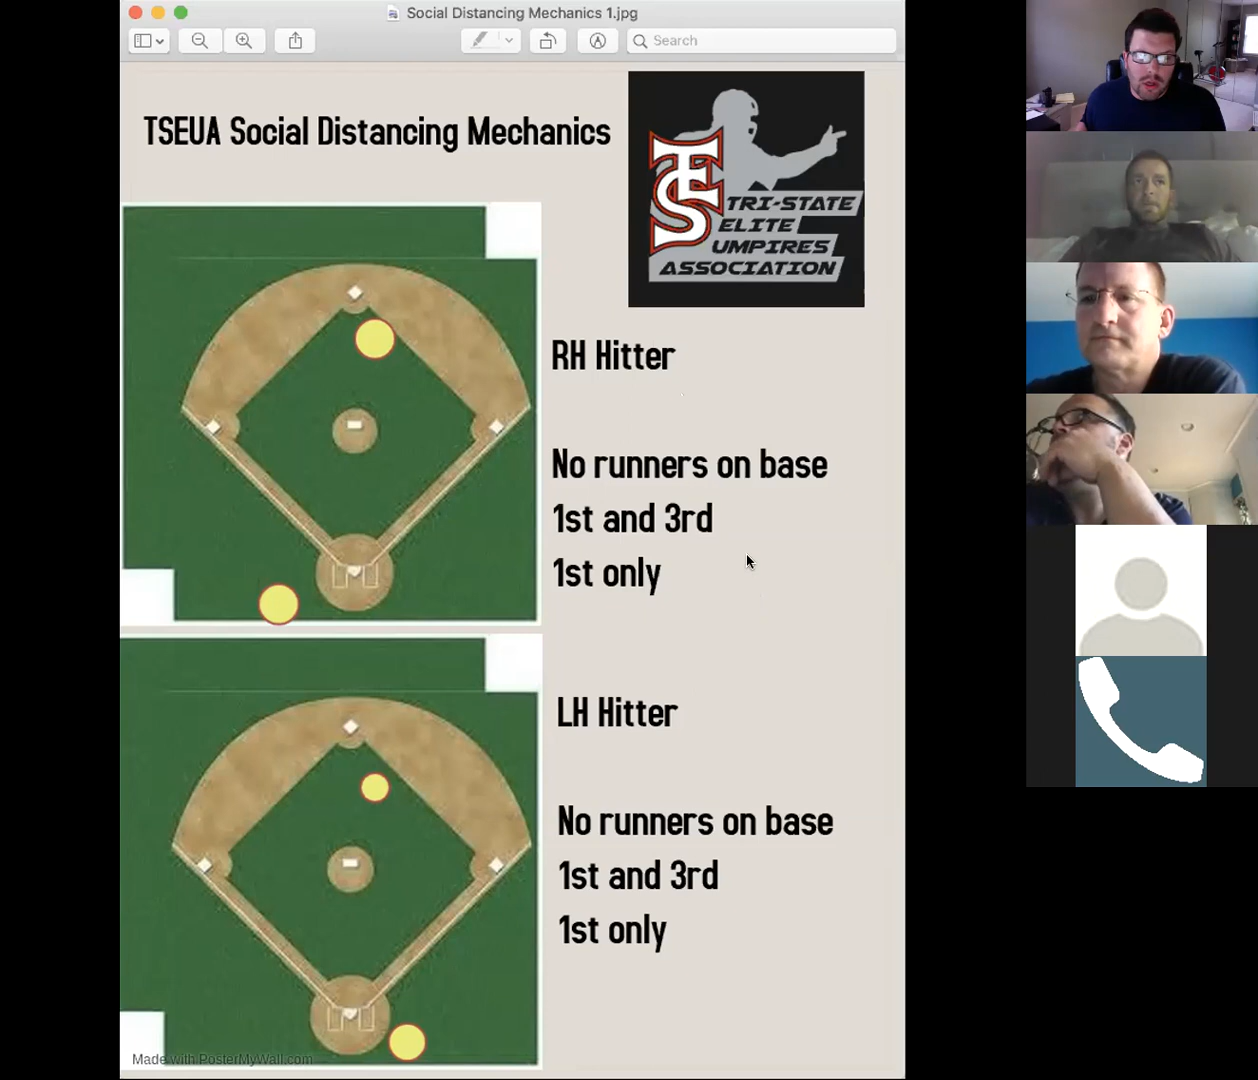 Social Distancing Mechanics 1.jpg
Search
TSEUA Social Distancing Mechanics
TES
TRI-STATE
ELITE
UMPIRES
ASSOCIATION
RH Hitter
No runners on base
1st and 3rd
1st only
LH Hitter
No runners on base
1st and 3rd
1st only
Made with PosterMyWall.com